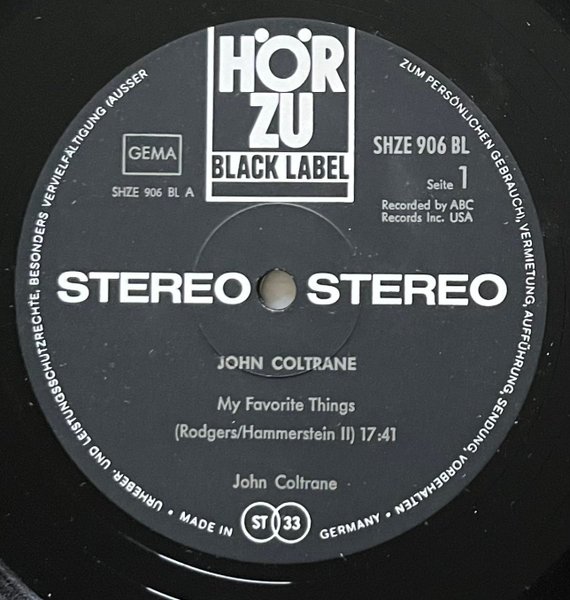 HÖR
ZU
BLACK LABEL
GEMA
SHZE 906 BL A
SHZE 906 BL
Seite 1
Recorded by ABC
Records Inc. USA
STEREO STEREO
JOHN COLTRANE
My Favorite Things
(Rodgers/Hammerstein II) 17:41
John Coltrane
ST 33
• MADE IN GERMANY •
URHEBER- UND LEISTUNGSSCHUTZRECHTE, BESONDERS VERVIELFÄLTIGUNG (AUSSER ZUM PERSÖNLICHEN GEBRAUCH), VERMIETUNG, AUFFÜHRUNG, SENDUNG, VORBEHALTEN